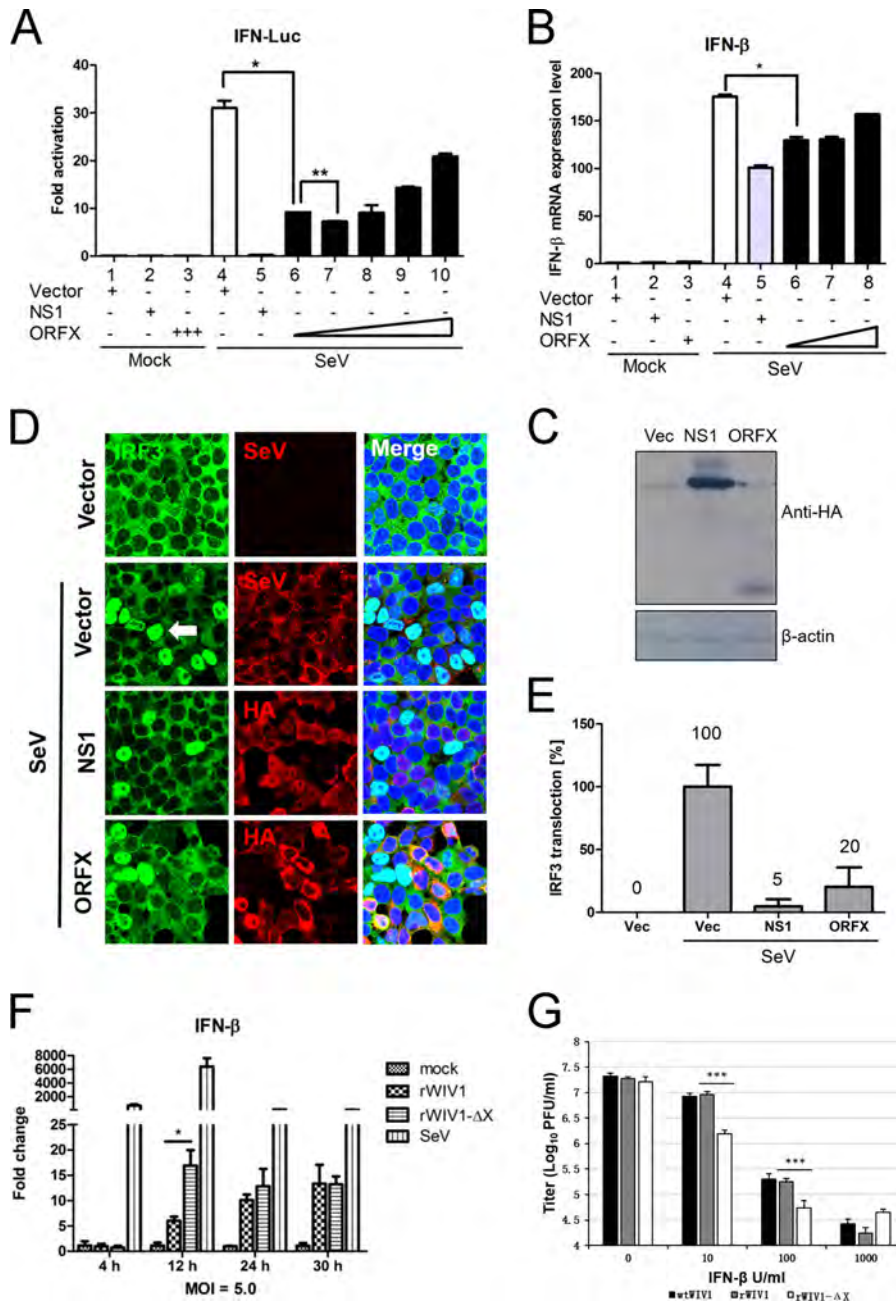 A
IFN-Luc
Fold activation
40
30
20
10
0
*
**
1 2 3 4 5 6 7 8 9 10
Vector + - - + - - - - - -
NS1 - + - - + - - - - -
ORFX - - +++ - -
Mock SeV
B
IFN-β
IFN-β mRNA expression level
200
150
100
50
0
*
1 2 3 4 5 6 7 8
Vector + - - + - - - -
NS1 - + - - + - - -
ORFX - - + - -
Mock SeV
D
IRF3 SeV Merge
Vector
SeV
Vector
SeV
NS1
HA
ORFX
HA
C
Vec NS1 ORFX
Anti-HA
β-actin
E
IRF3 transloction [%]
150
100
50
0
0 100 5 20
Vec Vec NS1 ORFX
SeV
F
IFN-β
Fold change
8000
6000
4000
2000
25
20
15
10
5
0
*
4 h 12 h 24 h 30 h
MOI = 5.0
mock
rWIV1
rWIV1-ΔX
SeV
G
Titer (Log10 PFU/ml)
8
7.5
7
6.5
6
5.5
5
4.5
4
***
***
0 10 100 1000
IFN-β U/ml
wtWIV1 rWIV1 rWIV1-ΔX